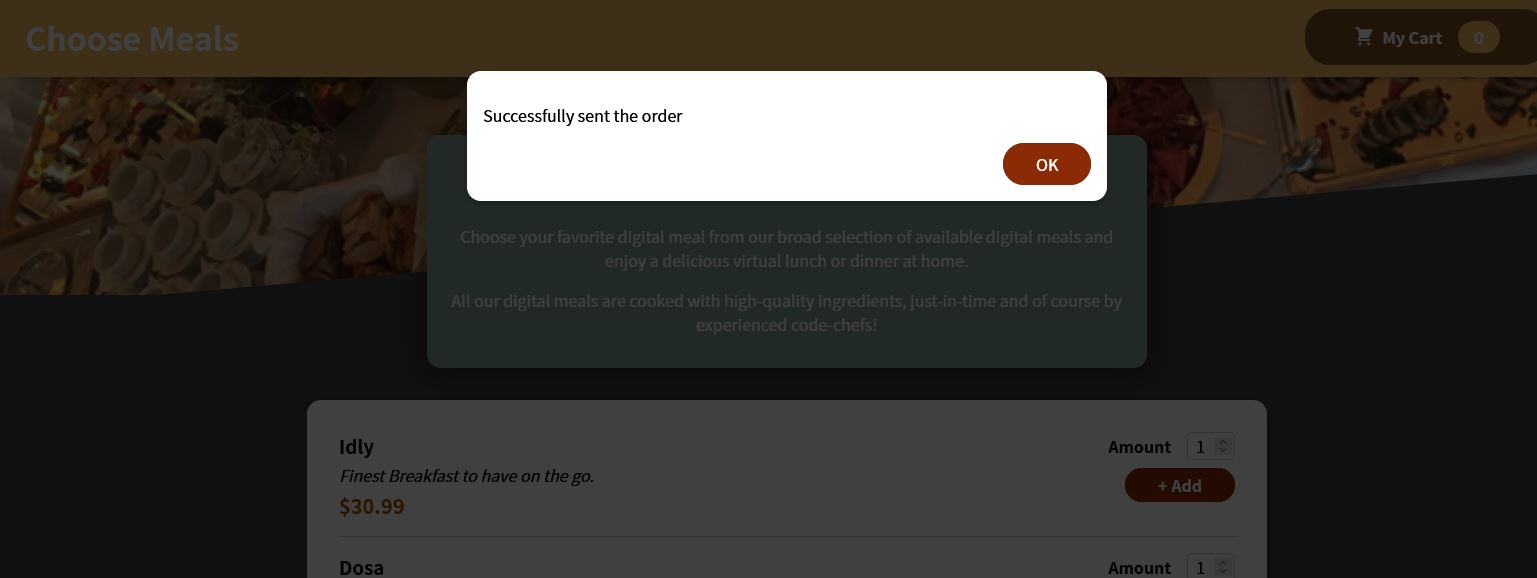 Choose Meals
My Cart 0
Successfully sent the order
OK
Choose your favorite digital meal from our broad selection of available digital meals and
enjoy a delicious virtual lunch or dinner at home.
All our digital meals are cooked with high-quality ingredients, just-in-time and of course by
experienced code-chefs!
Idly
Amount 1
Finest Breakfast to have on the go.
+ Add
$30.99
Dosa
Amount 1